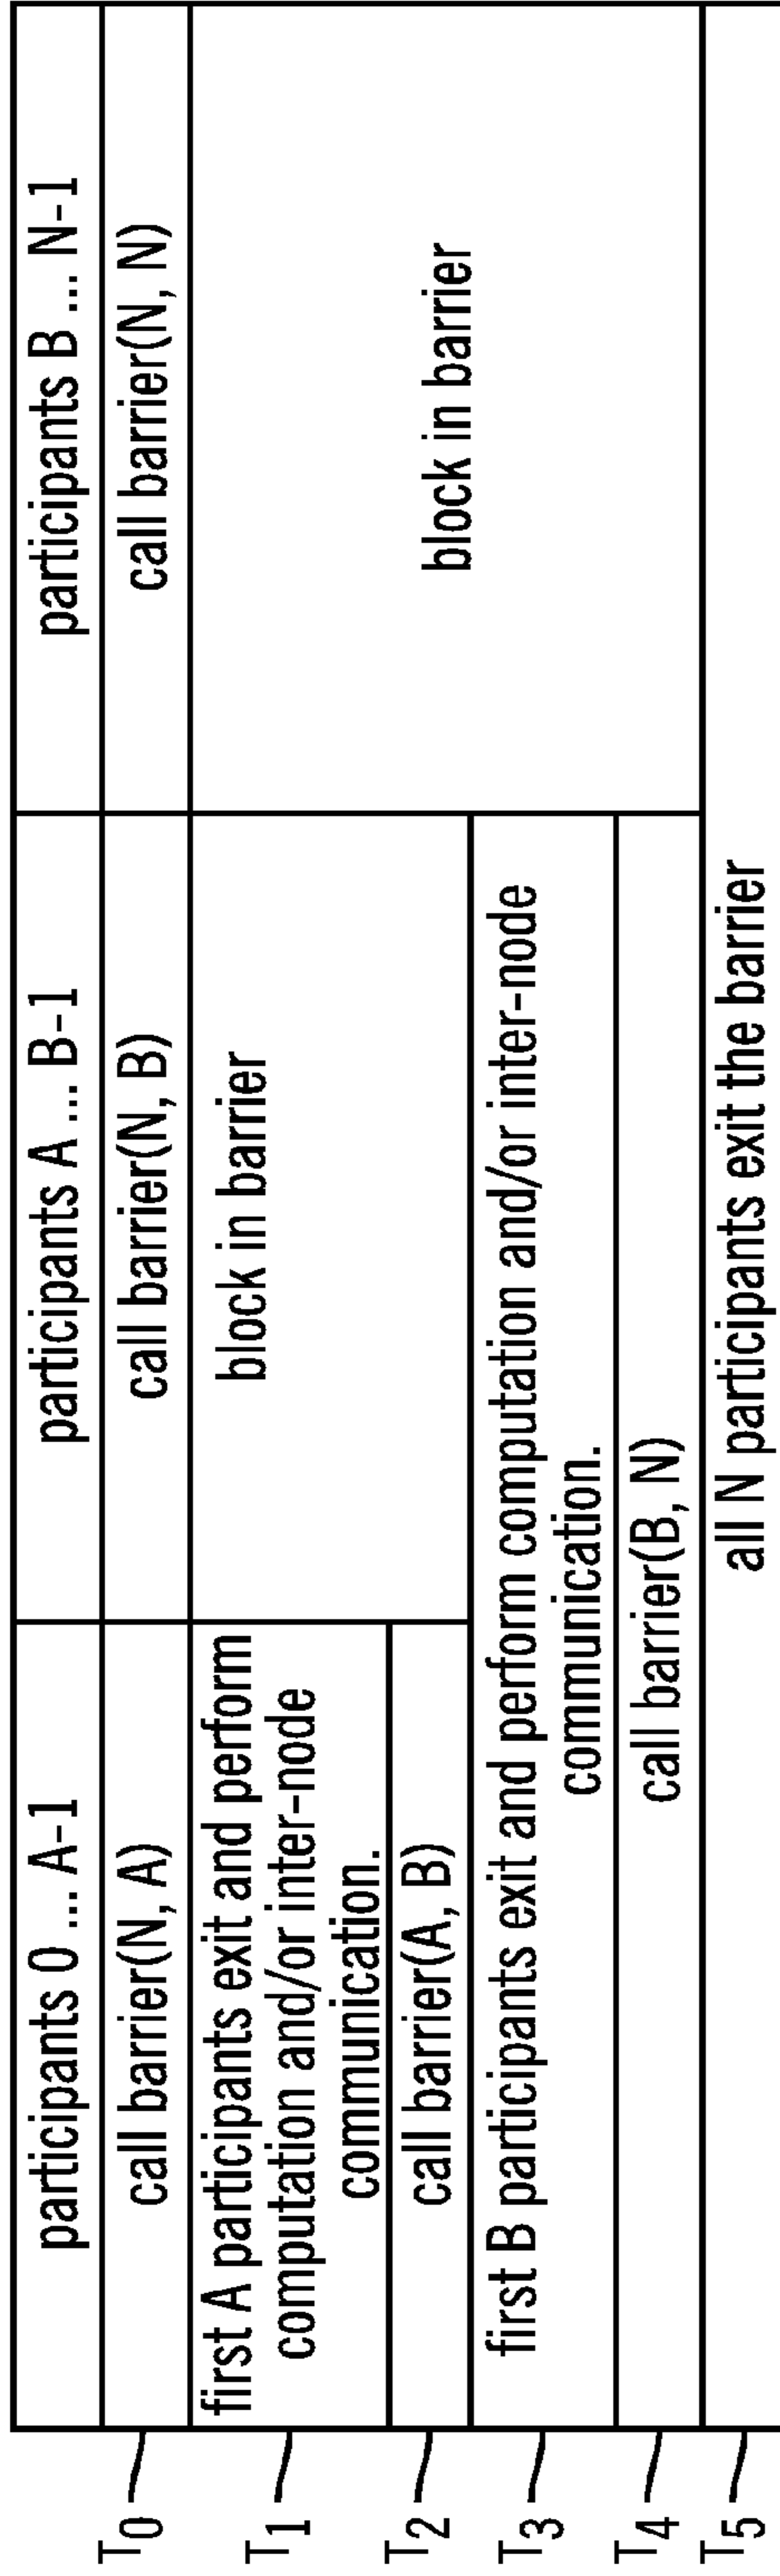 participants 0 ... A-1
participants A ... B-1
participants B ... N-1
T0
call barrier(N, A)
call barrier(N, B)
call barrier(N, N)
T1
first A participants exit and perform
computation and/or inter-node
communication.
block in barrier
block in barrier
T2
call barrier(A, B)
T3
first B participants exit and perform computation and/or inter-node
communication.
T4
call barrier(B, N)
T5
all N participants exit the barrier